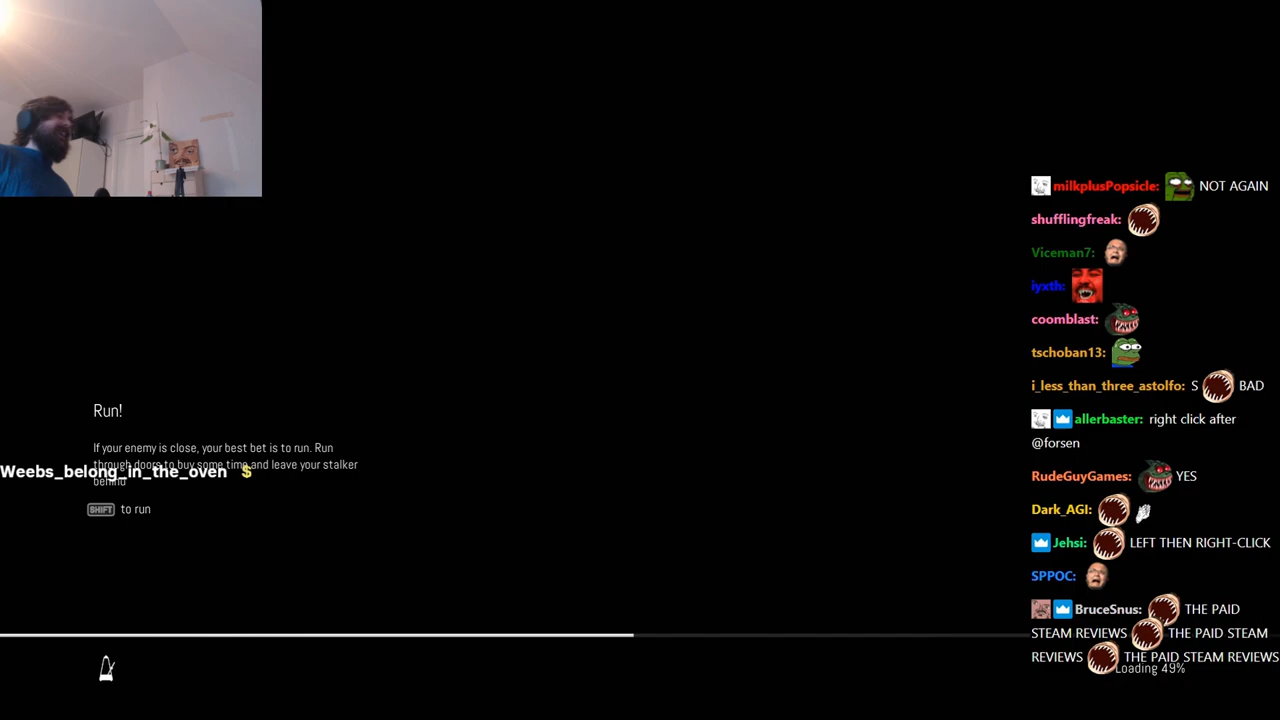 milkplusPopsicle: NOT AGAIN
shufflingfreak:
Viceman7:
iyxth:
coomblast:
tschoban13:
i_less_than_three_astolfo: S BAD
allerbaster: right click after
@forsen
RudeGuyGames: YES
Dark_AGI:
Jehsi: LEFT THEN RIGHT-CLICK
SPPOC:
BruceSnus: THE PAID
STEAM REVIEWS THE PAID STEAM
REVIEWS THE PAID STEAM REVIEWS
Run!
If your enemy is close, your best bet is to run. Run
through doors to buy some time and leave your stalker
behind
Weebs_belong_in_the_oven $
SHIFT to run
Loading 49%